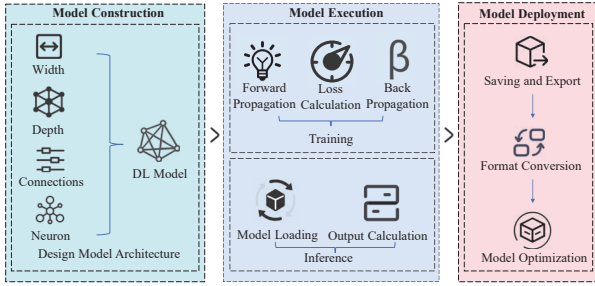 Model Construction
Width
Depth
Connections
Neuron
DL Model
Design Model Architecture
Model Execution
Forward
Propagation
Loss
Calculation
β
Back
Propagation
Training
Model Loading
Output Calculation
Inference
Model Deployment
Saving and Export
Format Conversion
Model Optimization